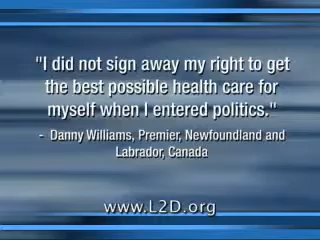 "I did not sign away my right to get
the best possible health care for
myself when I entered politics."
- Danny Williams, Premier, Newfoundland and
Labrador, Canada
www.L2D.org